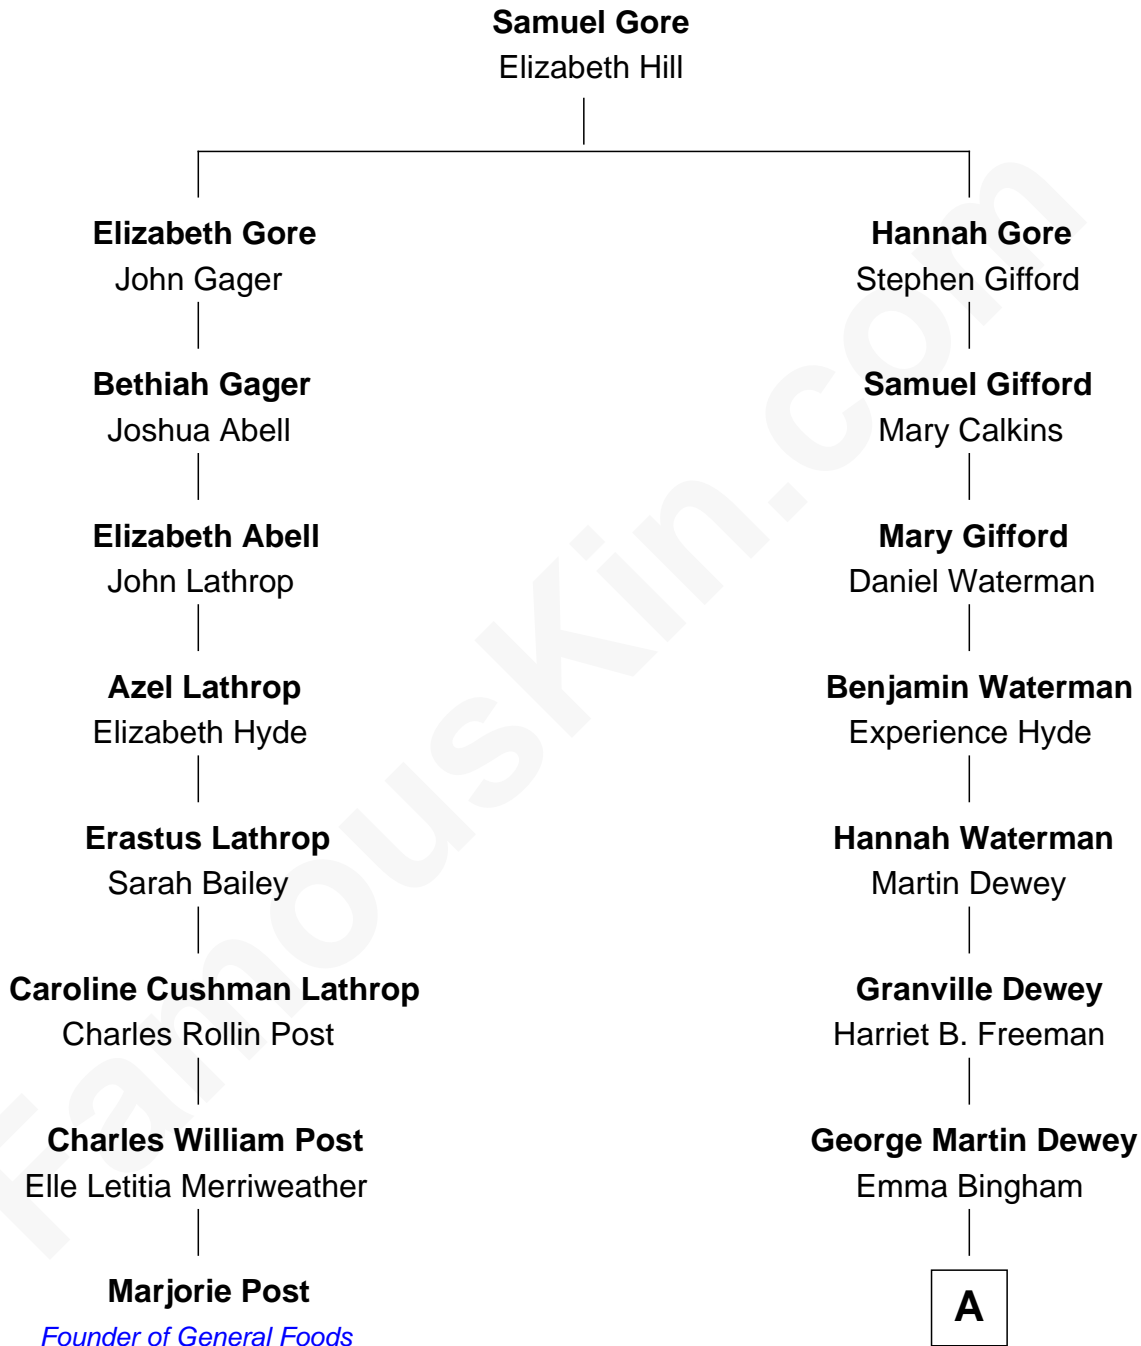 Samuel Gore
Elizabeth Hill
Elizabeth Gore
John Gager
Hannah Gore
Stephen Gifford
Bethiah Gager
Joshua Abell
Samuel Gifford
Mary Calkins
Elizabeth Abell
John Lathrop
Mary Gifford
Daniel Waterman
Azel Lathrop
Elizabeth Hyde
Benjamin Waterman
Experience Hyde
Erastus Lathrop
Sarah Bailey
Hannah Waterman
Martin Dewey
Caroline Cushman Lathrop
Charles Rollin Post
Granville Dewey
Harriet B. Freeman
Charles William Post
Elle Letitia Merriweather
George Martin Dewey
Emma Bingham
Marjorie Post
Founder of General Foods
A
FamousKin.com